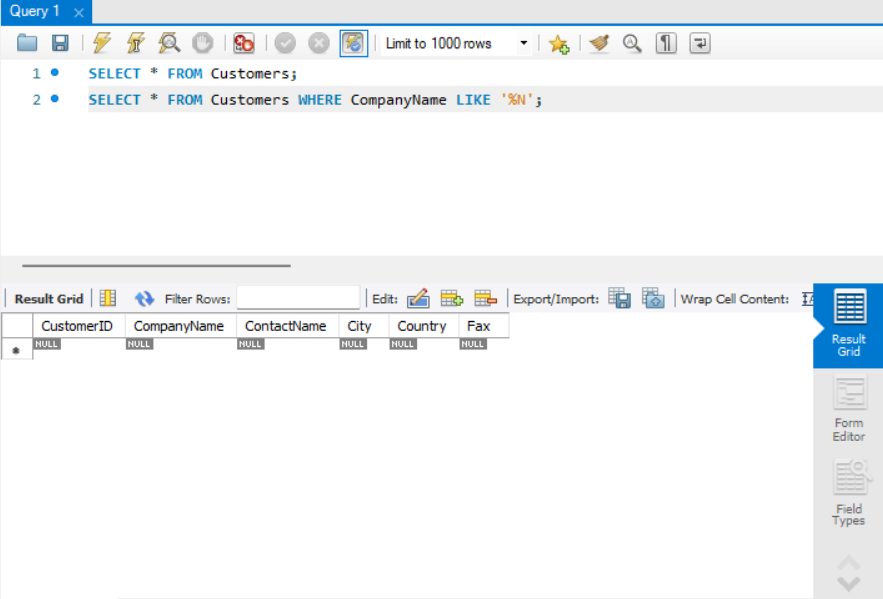 Query 1
Limit to 1000 rows
1 SELECT * FROM Customers;
2 SELECT * FROM Customers WHERE CompanyName LIKE '%N';
Result Grid Filter Rows: Edit: Export/Import: Wrap Cell Content:
CustomerID CompanyName ContactName City Country Fax
NULL NULL NULL NULL NULL NULL
Result
Grid
Form
Editor
Field
Types